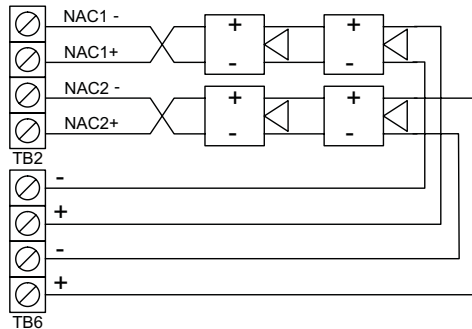 NAC1 -
+ +
NAC1+
- -
NAC2 -
+ +
NAC2+
- -
TB2
-
+
-
+
TB6